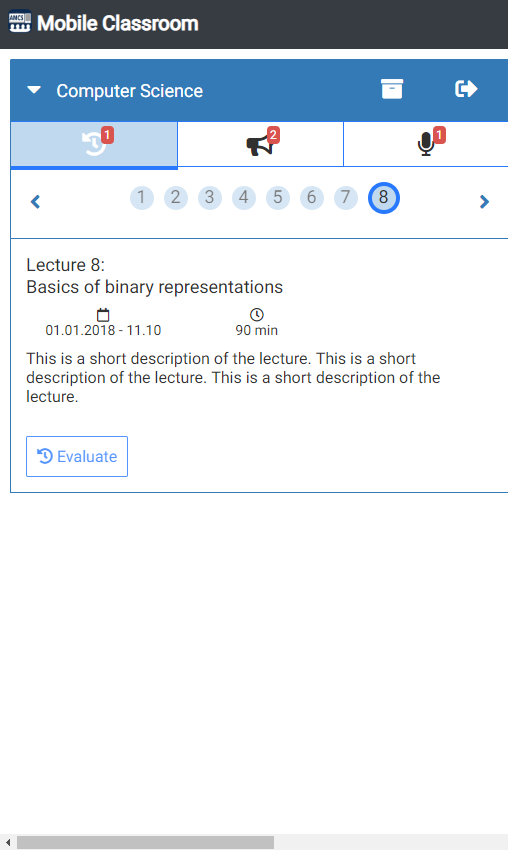 AMCS Mobile Classroom
Computer Science
1 2 1
1 2 3 4 5 6 7 8
Lecture 8:
Basics of binary representations
01.01.2018 - 11.10 90 min
This is a short description of the lecture. This is a short
description of the lecture. This is a short description of the
lecture.
Evaluate